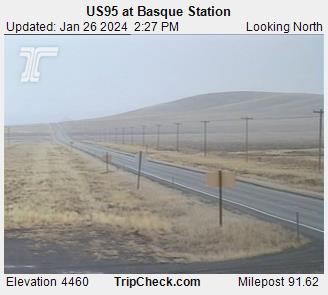 US95 at Basque Station
Updated: Jan 26 2024  2:27 PM Looking North
Elevation 4460 TripCheck.com Milepost 91.62